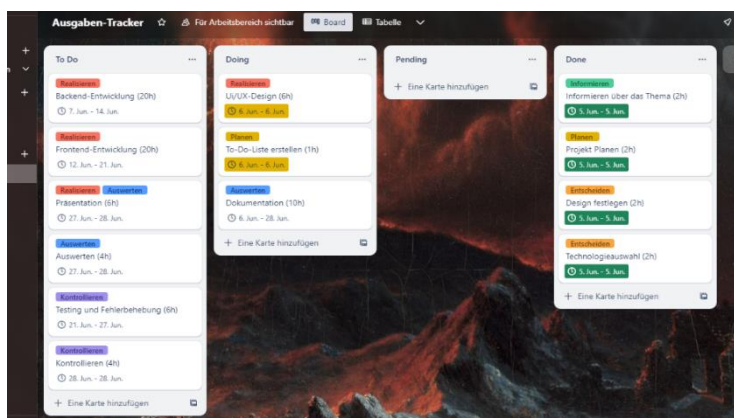 Ausgaben-Tracker Für Arbeitsbereich sichtbar Board Tabelle
To Do
Realisieren
Backend-Entwicklung (20h)
7. Jun. - 14. Jun.
Realisieren
Frontend-Entwicklung (20h)
12. Jun. - 21. Jun.
Realisieren Auswerten
Präsentation (6h)
27. Jun. - 28. Jun.
Auswerten
Auswerten (4h)
27. Jun. - 28. Jun.
Kontrollieren
Testing und Fehlerbehebung (6h)
21. Jun. - 27. Jun.
Kontrollieren
Kontrollieren (4h)
28. Jun. - 28. Jun.
+ Eine Karte hinzufügen
Doing
Realisieren
Ui/UX-Design (6h)
6. Jun. - 6. Jun.
Planen
To-Do-Liste erstellen (1h)
6. Jun. - 6. Jun.
Auswerten
Dokumentation (10h)
6. Jun. - 28. Jun.
+ Eine Karte hinzufügen
Pending
+ Eine Karte hinzufügen
Done
Informieren
Informieren über das Thema (2h)
5. Jun. - 5. Jun.
Planen
Projekt Planen (2h)
5. Jun. - 5. Jun.
Entscheiden
Design festlegen (2h)
5. Jun. - 5. Jun.
Entscheiden
Technologieauswahl (2h)
5. Jun. - 5. Jun.
+ Eine Karte hinzufügen